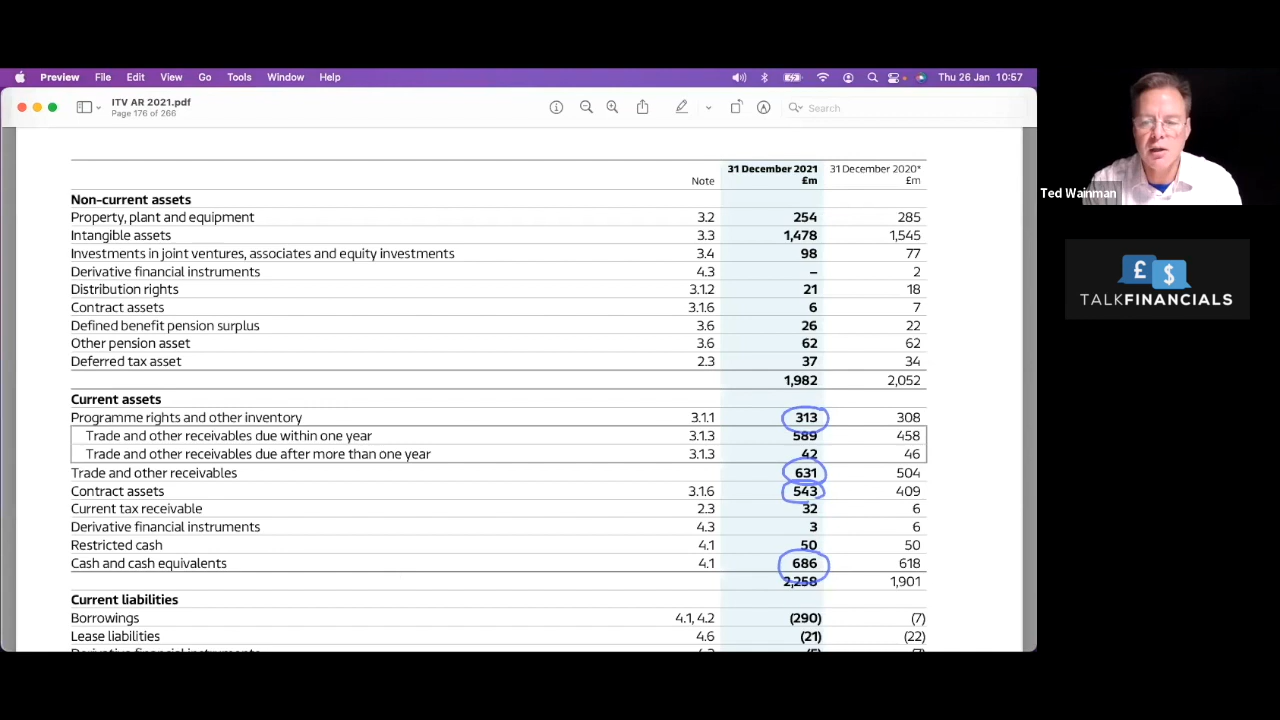 Preview File Edit View Go Tools Window Help Thu 26 Jan 10:57
ITV AR 2021.pdf
Page 176 of 266
Search
31 December 2021 31 December 2020*
Note £m £m
Non-current assets
Property, plant and equipment 3.2 254 285
Intangible assets 3.3 1,478 1,545
Investments in joint ventures, associates and equity investments 3.4 98 77
Derivative financial instruments 4.3 – 2
Distribution rights 3.1.2 21 18
Contract assets 3.1.6 6 7
Defined benefit pension surplus 3.6 26 22
Other pension asset 3.6 62 62
Deferred tax asset 2.3 37 34
1,982 2,052
Current assets
Programme rights and other inventory 3.1.1 313 308
Trade and other receivables due within one year 3.1.3 589 458
Trade and other receivables due after more than one year 3.1.3 42 46
Trade and other receivables 631 504
Contract assets 3.1.6 543 409
Current tax receivable 2.3 32 6
Derivative financial instruments 4.3 3 6
Restricted cash 4.1 50 50
Cash and cash equivalents 4.1 686 618
2,258 1,901
Current liabilities
Borrowings 4.1, 4.2 (290) (7)
Lease liabilities 4.6 (21) (22)
Ted Wainman
£ $
TALKFINANCIALS